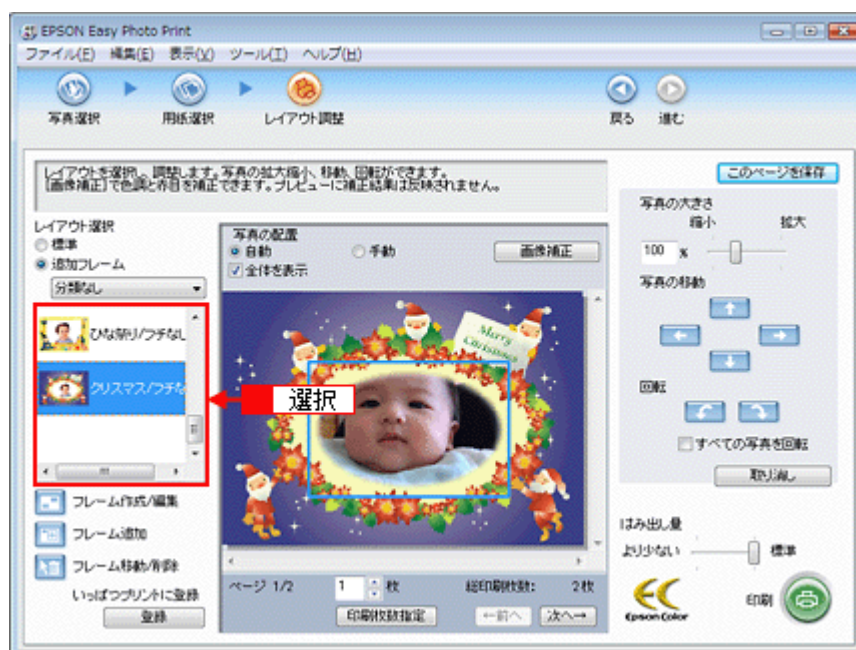 EPSON Easy Photo Print
ファイル(F) 編集(E) 表示(V) ツール(T) ヘルプ(H)
写真選択 用紙選択 レイアウト調整 戻る 進む
レイアウトを選択し、調整します。写真の拡大縮小、移動、回転ができます。
[画像補正]で色調と赤目を補正できます。プレビューに補正結果は反映されません。
このページを保存
レイアウト選択
標準
追加フレーム
分類なし
ひな祭り/フチなし
クリスマス/フチな
選択
フレーム作成/編集
フレーム追加
フレーム移動/削除
いっぱつプリントに登録
登録
写真の配置
自動 手動
全体を表示
画像補正
Merry
Christmas
ページ 1/2 1 枚 総印刷枚数: 2枚
印刷枚数指定 ←前へ 次へ→
写真の大きさ
縮小 拡大
100 %
写真の移動
回転
すべての写真を回転
取り消し
はみ出し量
より少ない 標準
Epson Color
印刷